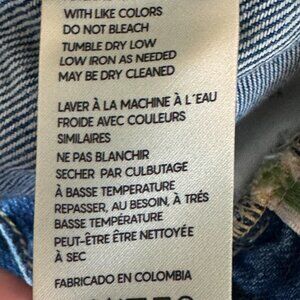 WITH LIKE COLORS
DO NOT BLEACH
TUMBLE DRY LOW
LOW IRON AS NEEDED
MAY BE DRY CLEANED
LAVER À LA MACHINE À L´EAU
FROIDE AVEC COULEURS
SIMILAIRES
NE PAS BLANCHIR
SECHER PAR CULBUTAGE
À BASSE TEMPERATURE
REPASSER, AU BESOIN, À TRÉS
BASSE TEMPÉRATURE
PEUT-ÊTRE ÊTRE NETTOYÉE
À SEC
FABRICADO EN COLOMBIA